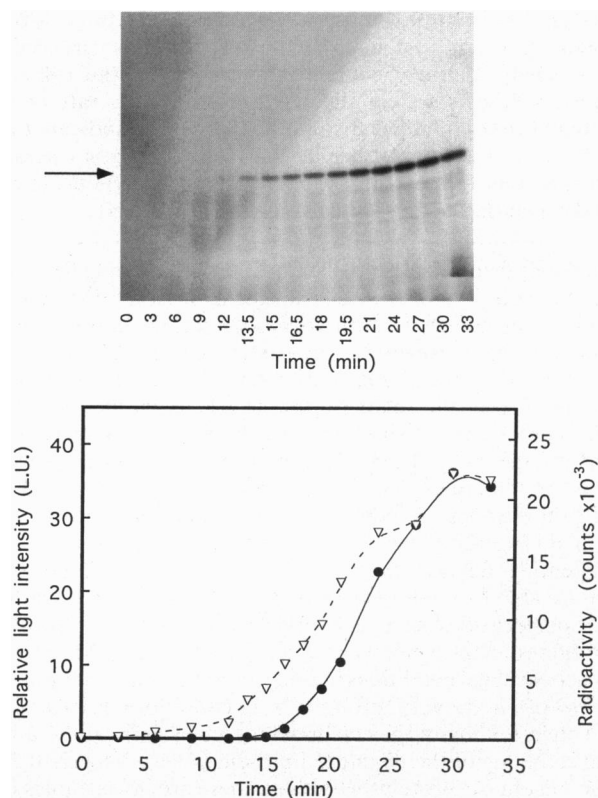 0 3 6 9 12 13.5 15 16.5 18 19.5 21 24 27 30 33
Time (min)
Relative light intensity (L.U.)
40
30
20
10
0
25
20
15
10
5
0
Radioactivity (counts x10⁻³)
0 5 10 15 20 25 30 35
Time (min)